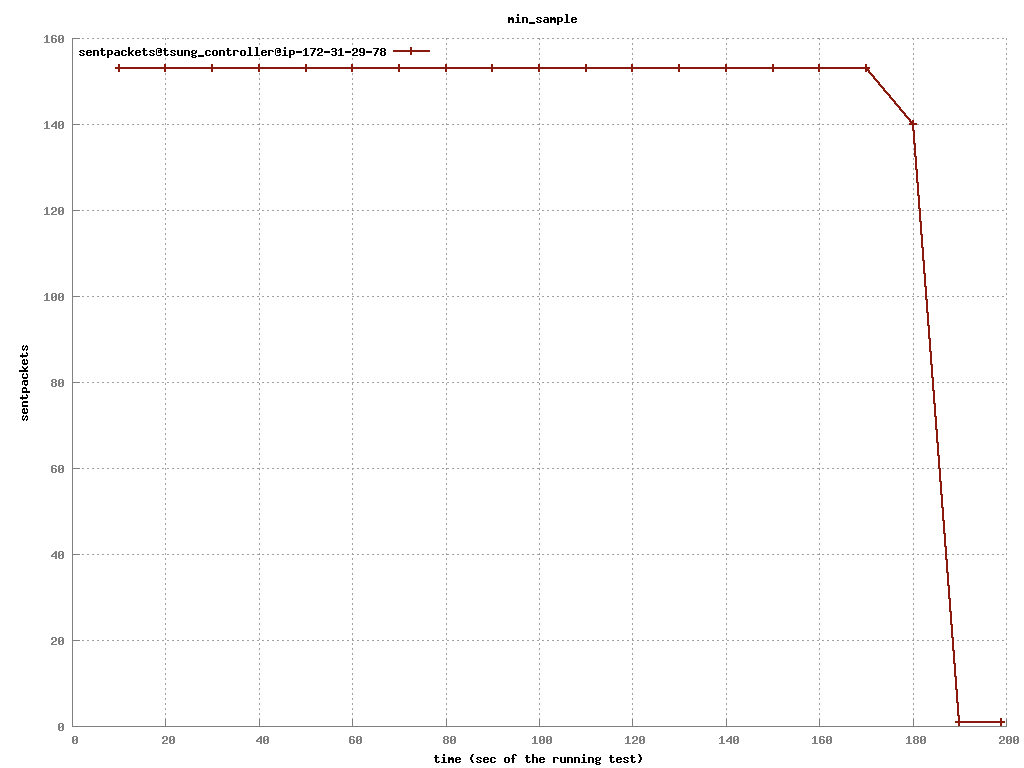 min_sample
160
sentpackets@tsung_controller@ip-172-31-29-78
140
120
100
80
60
40
20
0
sentpackets
0 20 40 60 80 100 120 140 160 180 200
time (sec of the running test)